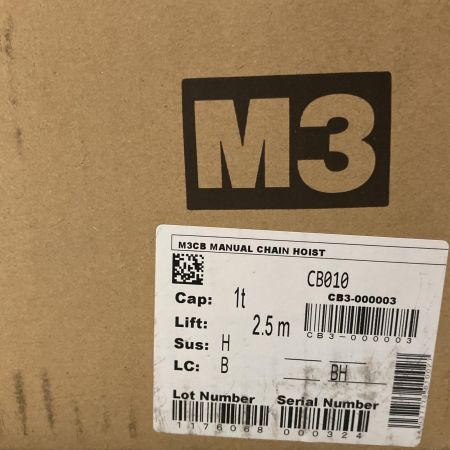 M3
M3CB MANUAL CHAIN HOIST
CB010
Cap: 1t
CB3-000003
Lift: 2.5 m
CB3-000003
Sus: H
LC: B
BH
Lot Number Serial Number
1176068
000324